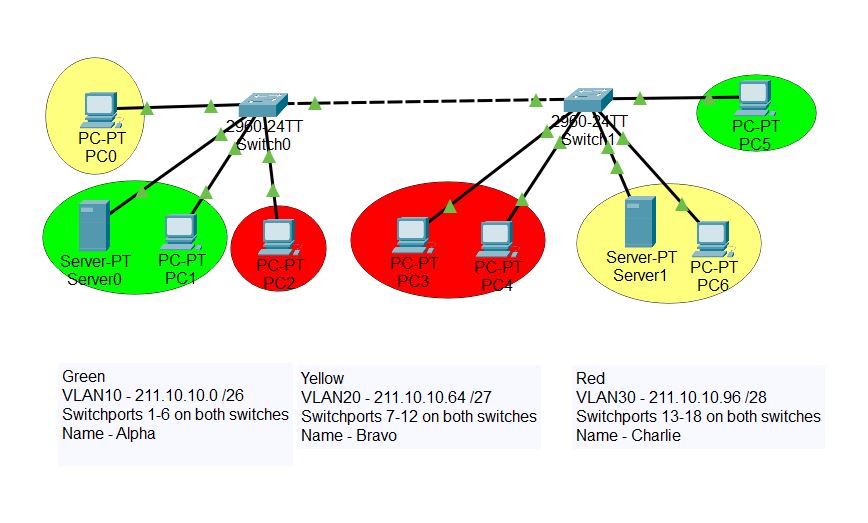 2960-24TT
Switch0
2960-24TT
Switch1
PC-PT
PC0
PC-PT
PC5
Server-PT
Server0
PC-PT
PC1
PC-PT
PC2
PC-PT
PC3
PC-PT
PC4
Server-PT
Server1
PC-PT
PC6
Green
VLAN10 - 211.10.10.0 /26
Switchports 1-6 on both switches
Name - Alpha
Yellow
VLAN20 - 211.10.10.64 /27
Switchports 7-12 on both switches
Name - Bravo
Red
VLAN30 - 211.10.10.96 /28
Switchports 13-18 on both switches
Name - Charlie